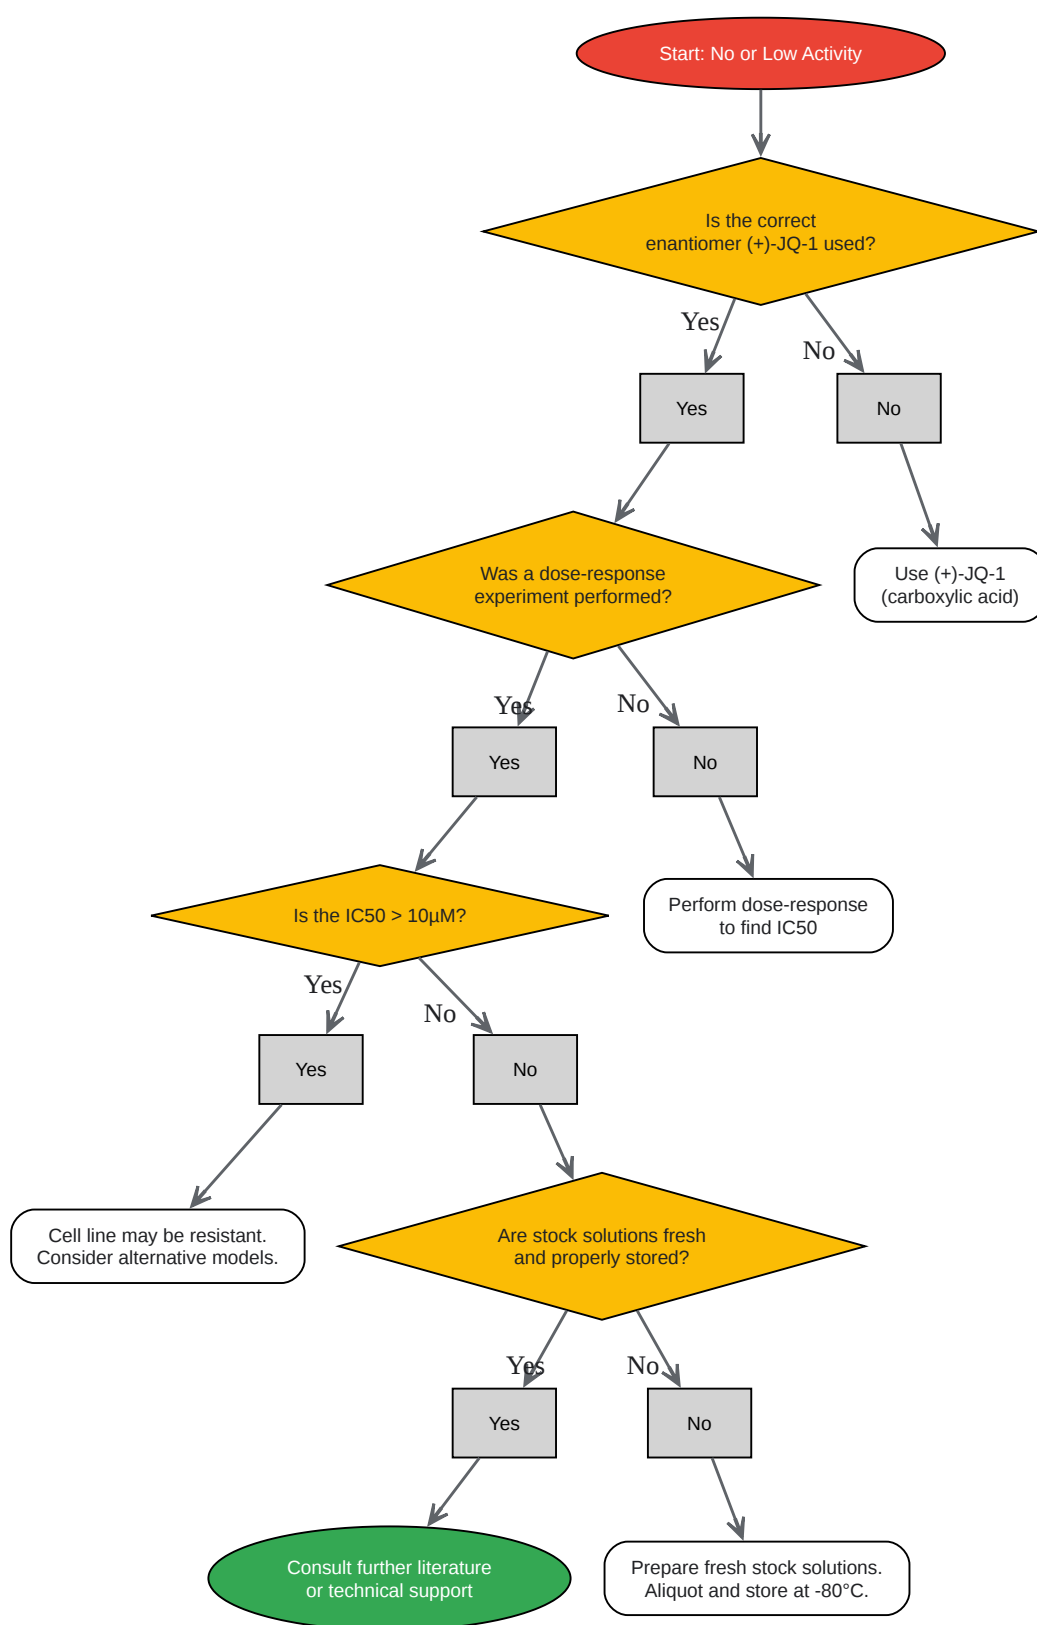 Start: No or Low Activity
Is the correct
enantiomer (+)-JQ-1 used?
Yes
No
Yes
No
Was a dose-response
experiment performed?
Use (+)-JQ-1
(carboxylic acid)
Yes
No
Yes
No
Is the IC50 > 10µM?
Perform dose-response
to find IC50
Yes
No
Yes
No
Cell line may be resistant.
Consider alternative models.
Are stock solutions fresh
and properly stored?
Yes
No
Yes
No
Consult further literature
or technical support
Prepare fresh stock solutions.
Aliquot and store at -80°C.